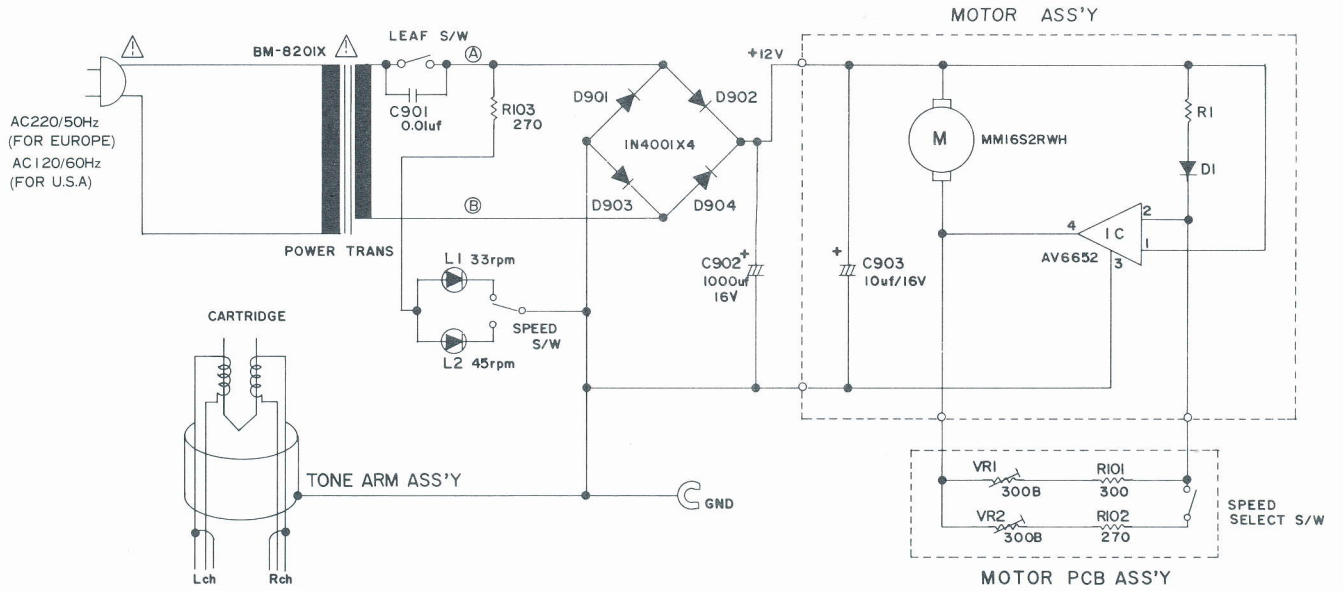 MOTOR ASS'Y
BM-8201X
LEAF S/W
A
+12V
C901
0.01uf
R103
270
D901
D902
1N4001X4
D903
D904
AC220/50Hz
(FOR EUROPE)
AC120/60Hz
(FOR U.S.A)
M
MM16S2RWH
R1
D1
B
POWER TRANS
4
IC
2
1
3
AV6652
L1 33rpm
C902
1000uf
16V
+
C903
10uf/16V
+
SPEED
S/W
L2 45rpm
CARTRIDGE
TONE ARM ASS'Y
GND
VR1
300B
R101
300
VR2
300B
R102
270
SPEED
SELECT S/W
Lch
Rch
MOTOR PCB ASS'Y